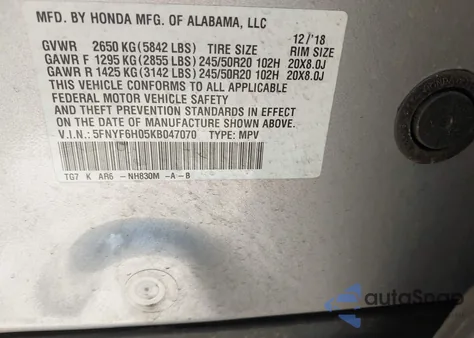 MFD. BY HONDA MFG. OF ALABAMA, LLC
12/'18
GVWR 2650 KG (5842 LBS) TIRE SIZE RIM SIZE
GAWR F 1295 KG (2855 LBS) 245/50R20 102H 20X8.0J
GAWR R 1425 KG (3142 LBS) 245/50R20 102H 20X8.0J
THIS VEHICLE CONFORMS TO ALL APPLICABLE
FEDERAL MOTOR VEHICLE SAFETY
AND THEFT PREVENTION STANDARDS IN EFFECT
ON THE DATE OF MANUFACTURE SHOWN ABOVE
V.I.N.: 5FNYF6H05KB047070 TYPE: MPV
TG7 K AR6 -NH830M -A-B
autoSnap